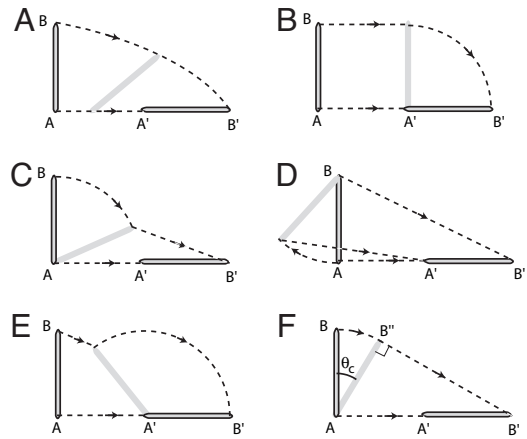 A B
B B
A A' B' A A' B'
C D
B B
A A' B' A A' B'
E F
B B B"
θc
A A' B' A A' B'